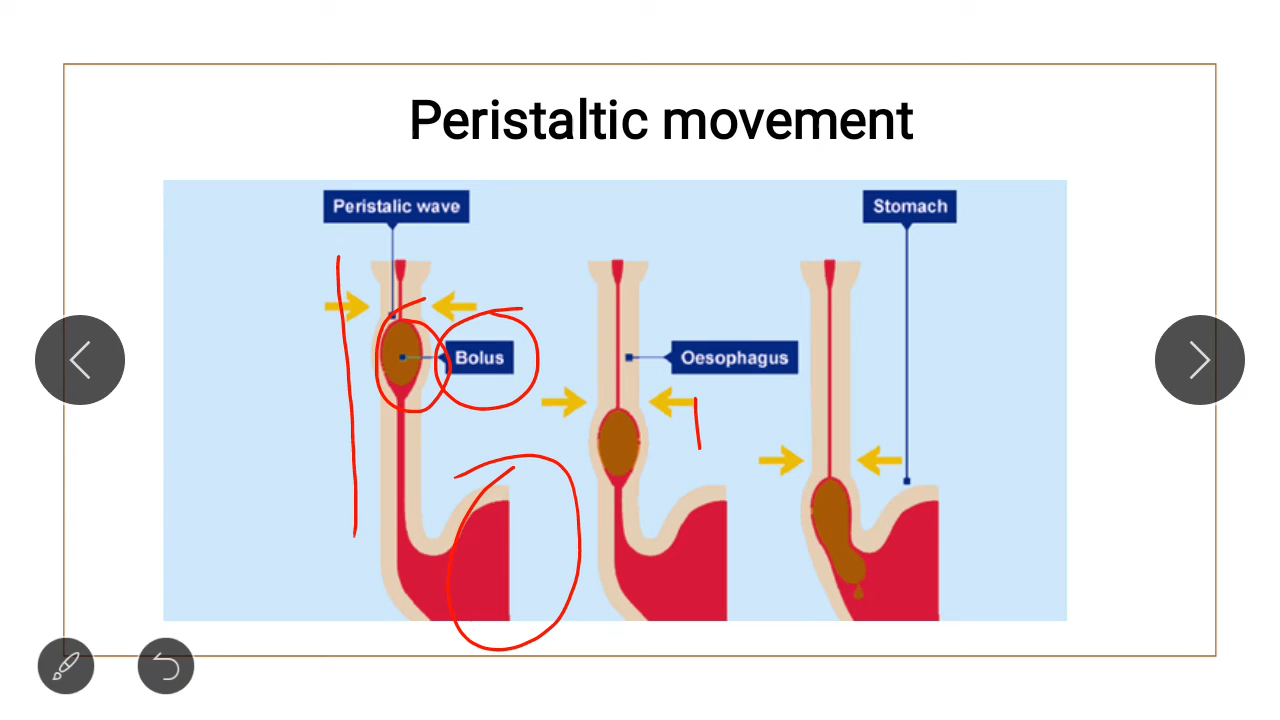 Peristaltic movement
Peristalic wave
Stomach
Bolus
Oesophagus